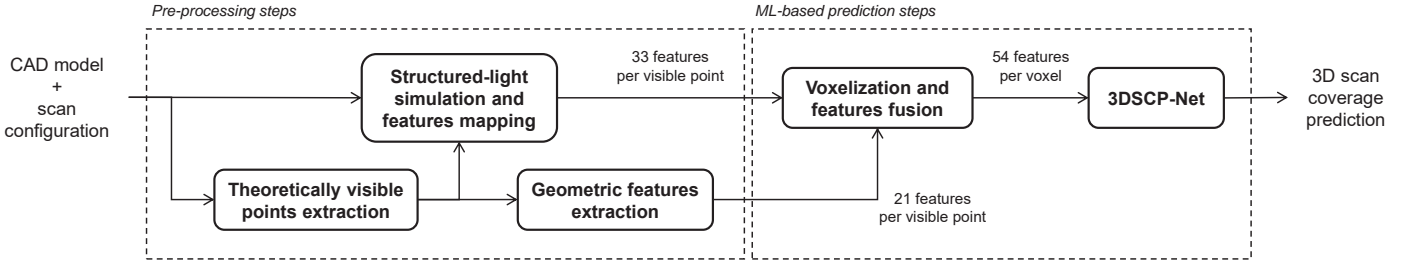 Pre-processing steps
ML-based prediction steps
CAD model
+
scan
configuration
Structured-light
simulation and
features mapping
33 features
per visible point
Voxelization and
features fusion
54 features
per voxel
3DSCP-Net
3D scan
coverage
prediction
Theoretically visible
points extraction
Geometric features
extraction
21 features
per visible point